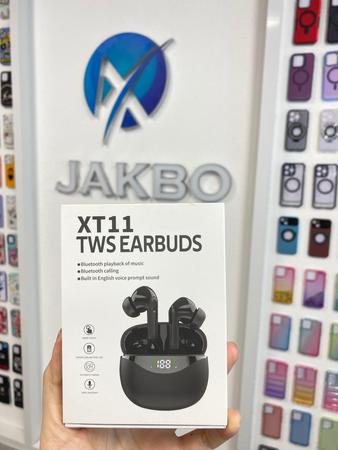 JAKBO
XT11
TWS EARBUDS
■Bluetooth playback of music
■Bluetooth calling
■Built in English voice prompt sound
188